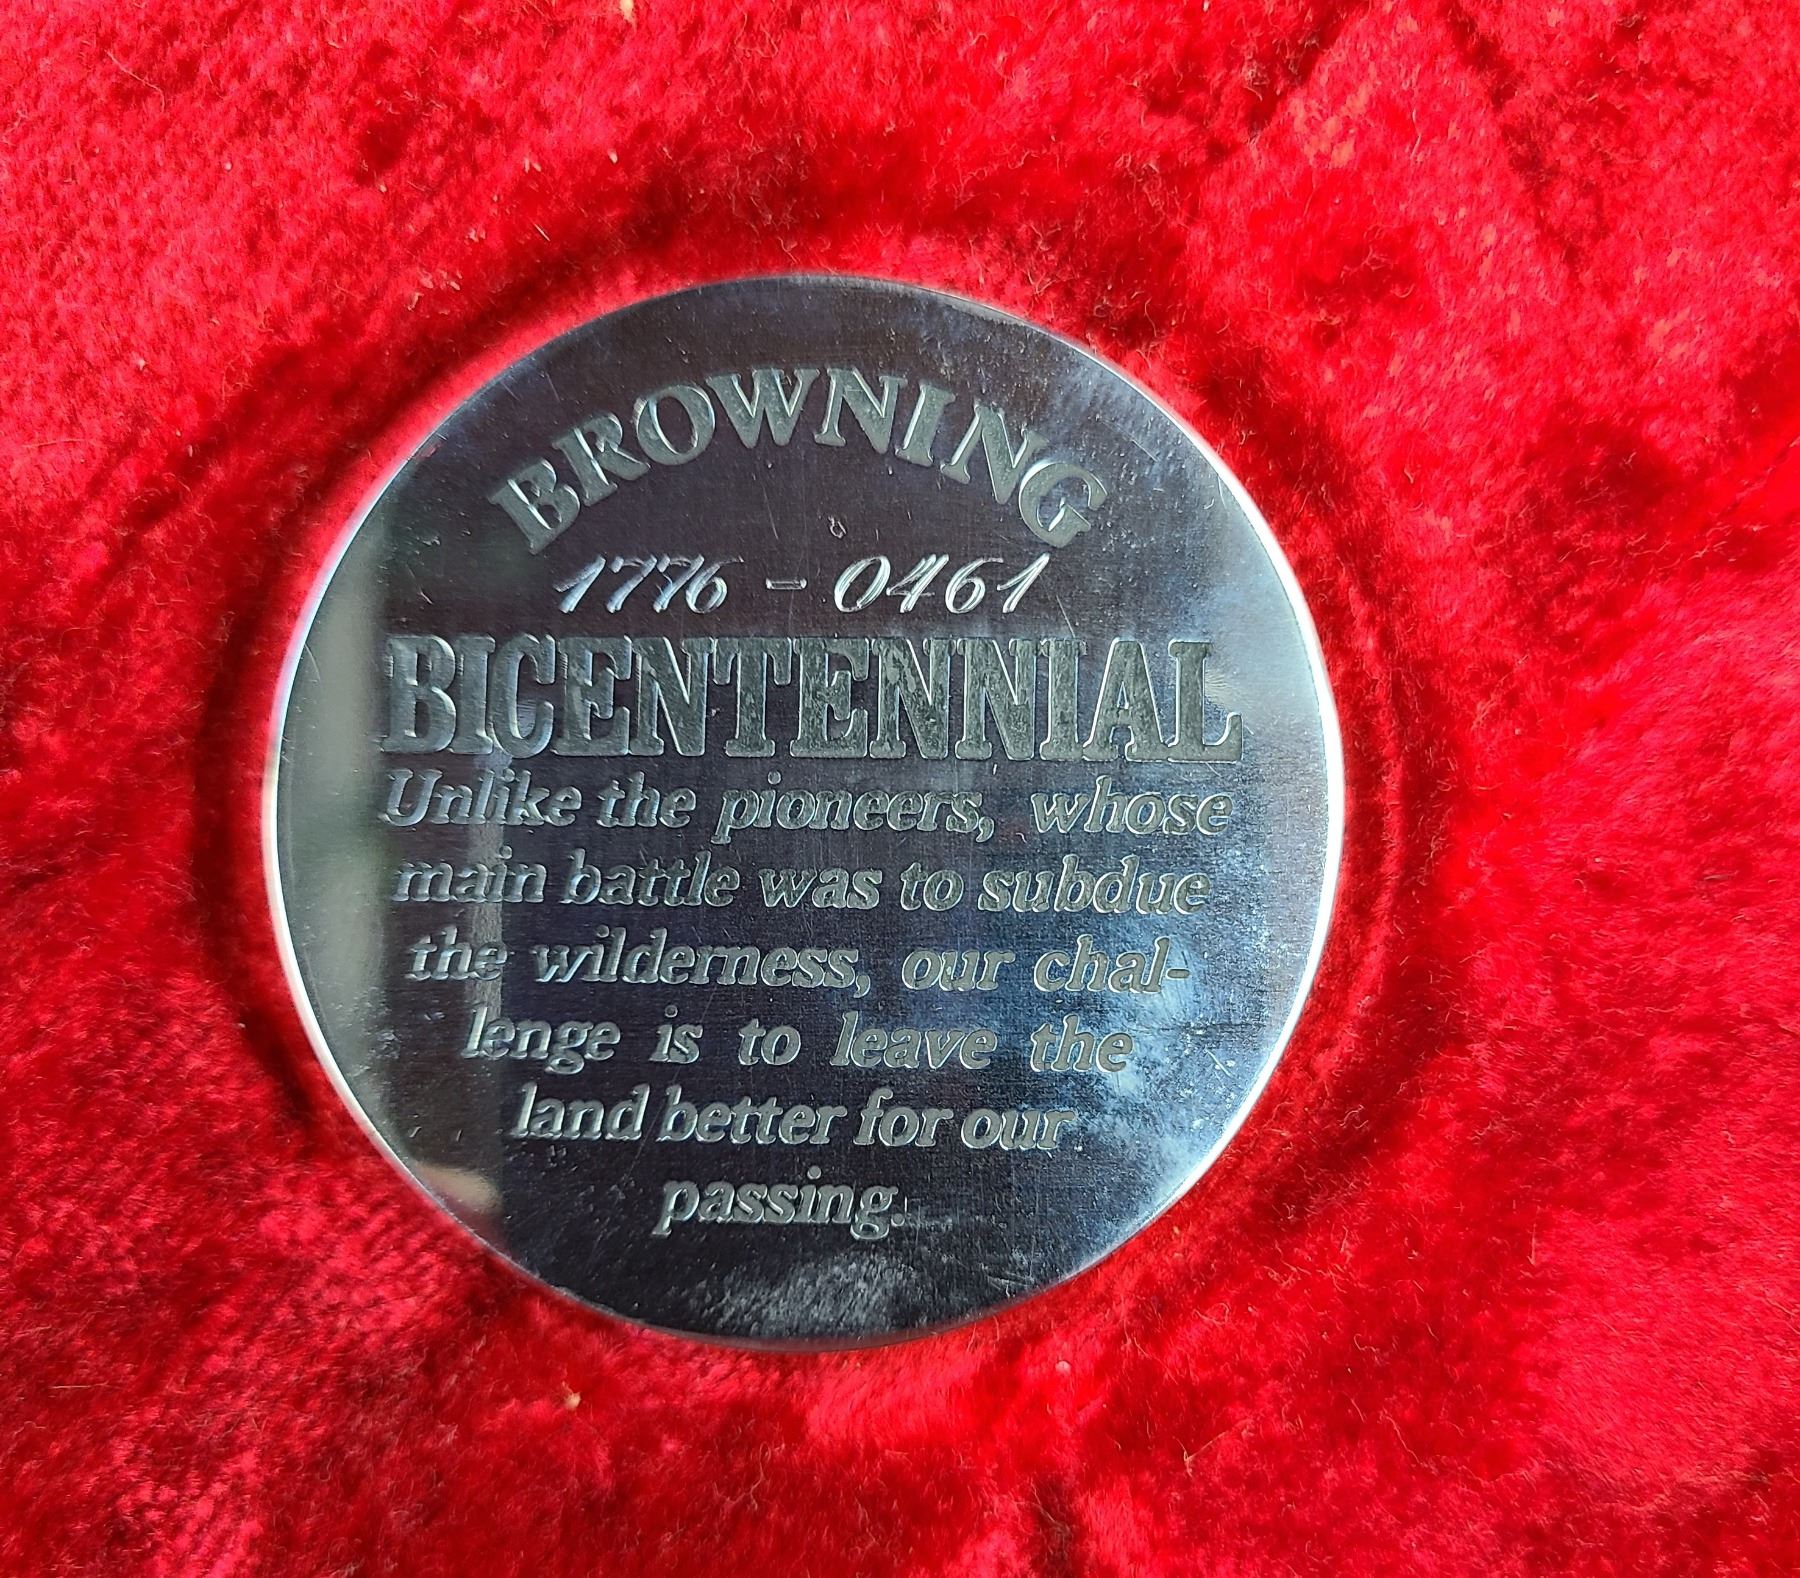 BROWNING
1776 - 0461
BICENTENNIAL
Unlike the pioneers, whose
main battle was to subdue
the wilderness, our chal-
lenge is to leave the
land better for our
passing.